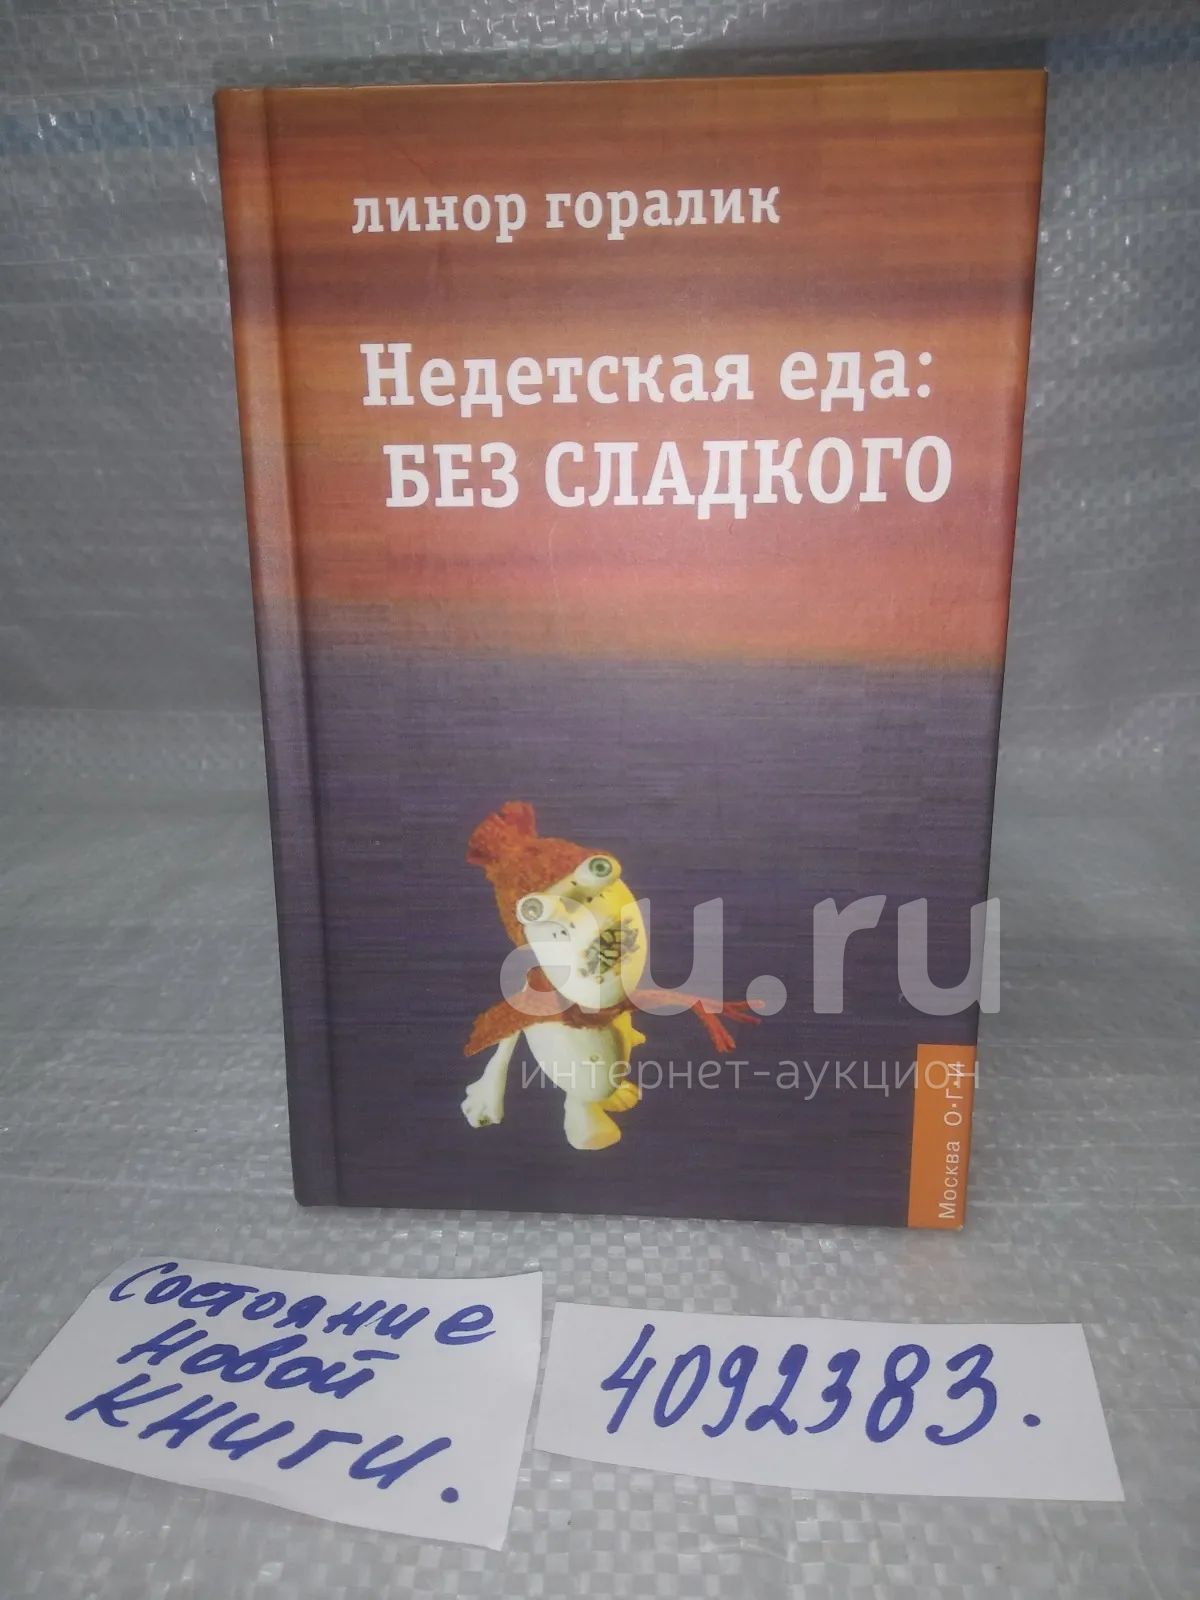 линор горалик
Недетская еда:
БЕЗ СЛАДКОГО
au.ru
интернет-аукцион
Москва О·Г·И
Состояние
новой
книги.
4092383.